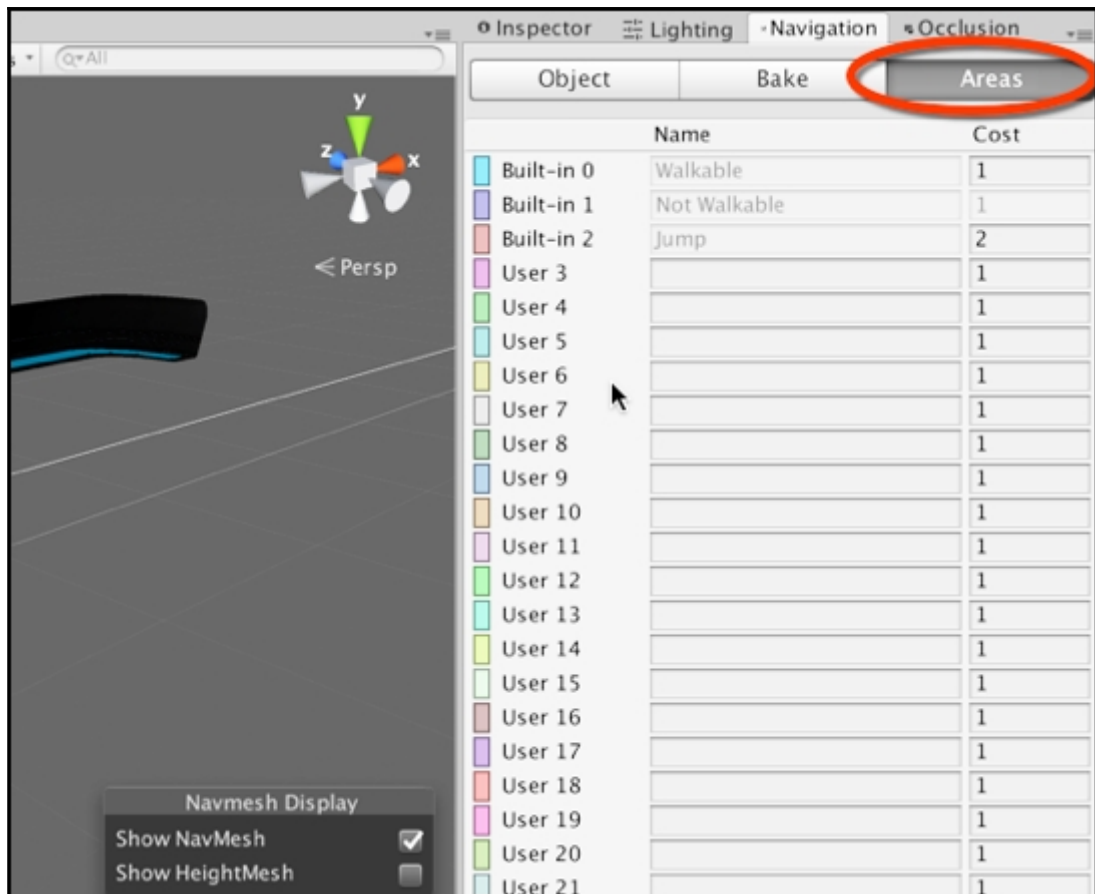 Inspector Lighting Navigation Occlusion
All
Object Bake Areas
Name Cost
Built-in 0 Walkable 1
Built-in 1 Not Walkable 1
Built-in 2 Jump 2
User 3 1
User 4 1
User 5 1
User 6 1
User 7 1
User 8 1
User 9 1
User 10 1
User 11 1
User 12 1
User 13 1
User 14 1
User 15 1
User 16 1
User 17 1
User 18 1
User 19 1
User 20 1
User 21 1
y
z x
Persp
Navmesh Display
Show NavMesh
Show HeightMesh